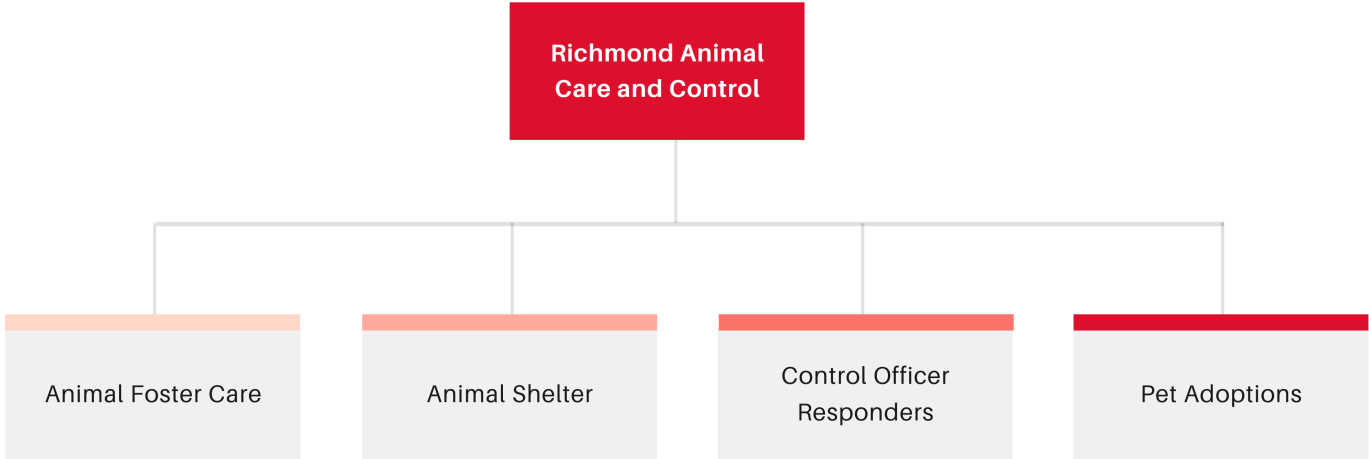 Richmond Animal
Care and Control
Animal Foster Care
Animal Shelter
Control Officer
Responders
Pet Adoptions